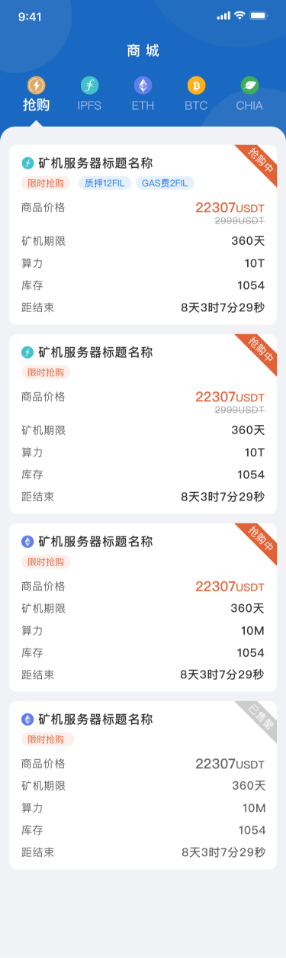 9:41
商 城
抢购 IPFS ETH BTC CHIA
抢购中
矿机服务器标题名称
限时抢购 质押12FIL GAS费2FIL
商品价格 22307USDT
2999USDT
矿机期限 360天
算力 10T
库存 1054
距结束 8天3时7分29秒
抢购中
矿机服务器标题名称
限时抢购
商品价格 22307USDT
2999USDT
矿机期限 360天
算力 10T
库存 1054
距结束 8天3时7分29秒
抢购中
矿机服务器标题名称
限时抢购
商品价格 22307USDT
矿机期限 360天
算力 10M
库存 1054
距结束 8天3时7分29秒
已售罄
矿机服务器标题名称
限时抢购
商品价格 22307USDT
矿机期限 360天
算力 10M
库存 1054
距结束 8天3时7分29秒